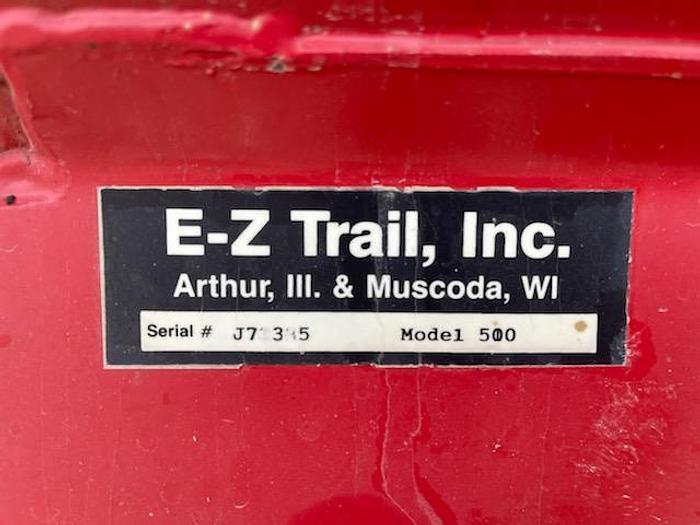 E-Z Trail, Inc.
Arthur, Ill. & Muscoda, WI
Serial # Model 500